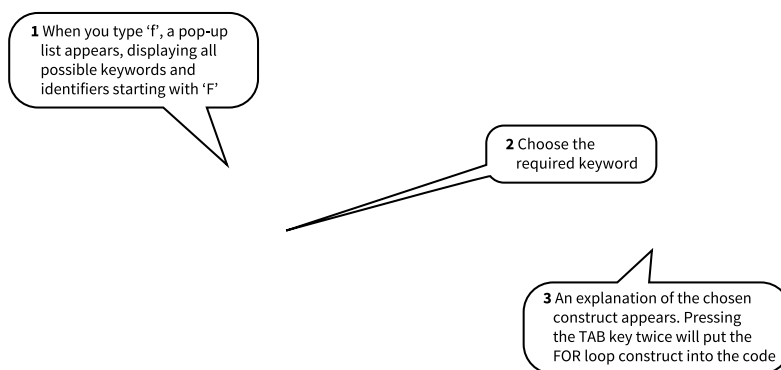 1 When you type ‘f’, a pop-up
list appears, displaying all
possible keywords and
identifiers starting with ‘F’
2 Choose the
required keyword
3 An explanation of the chosen
construct appears. Pressing
the TAB key twice will put the
FOR loop construct into the code